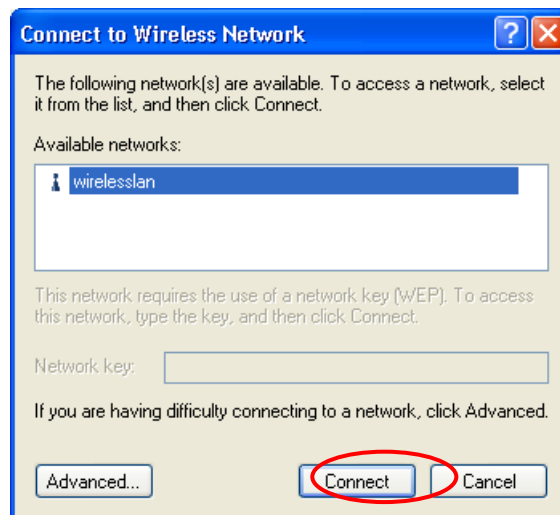 Connect to Wireless Network
The following network(s) are available. To access a network, select
it from the list, and then click Connect.
Available networks:
wirelesslan
This network requires the use of a network key (WEP). To access
this network, type the key, and then click Connect.
Network key:
If you are having difficulty connecting to a network, click Advanced.
Advanced... Connect Cancel